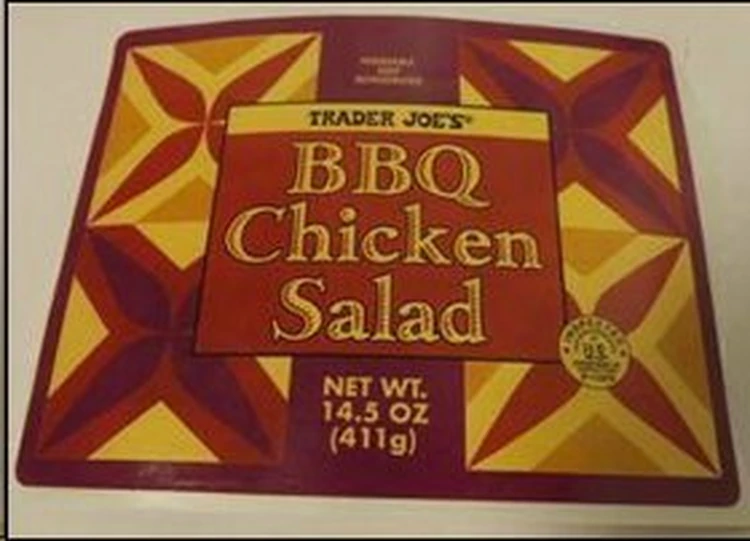 TRADER JOE'S®
BBQ
Chicken
Salad
U.S.
NET WT.
14.5 OZ
(411g)